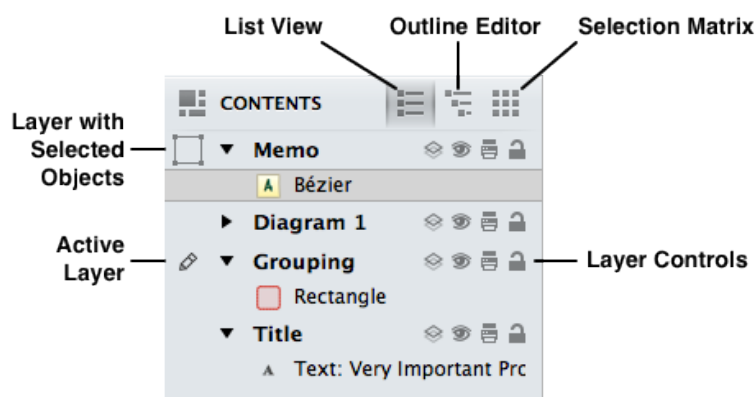 List View
Outline Editor
Selection Matrix
CONTENTS
Layer with
Selected
Objects
Memo
A Bézier
Diagram 1
Active
Layer
Grouping
Layer Controls
Rectangle
Title
A Text: Very Important Prc